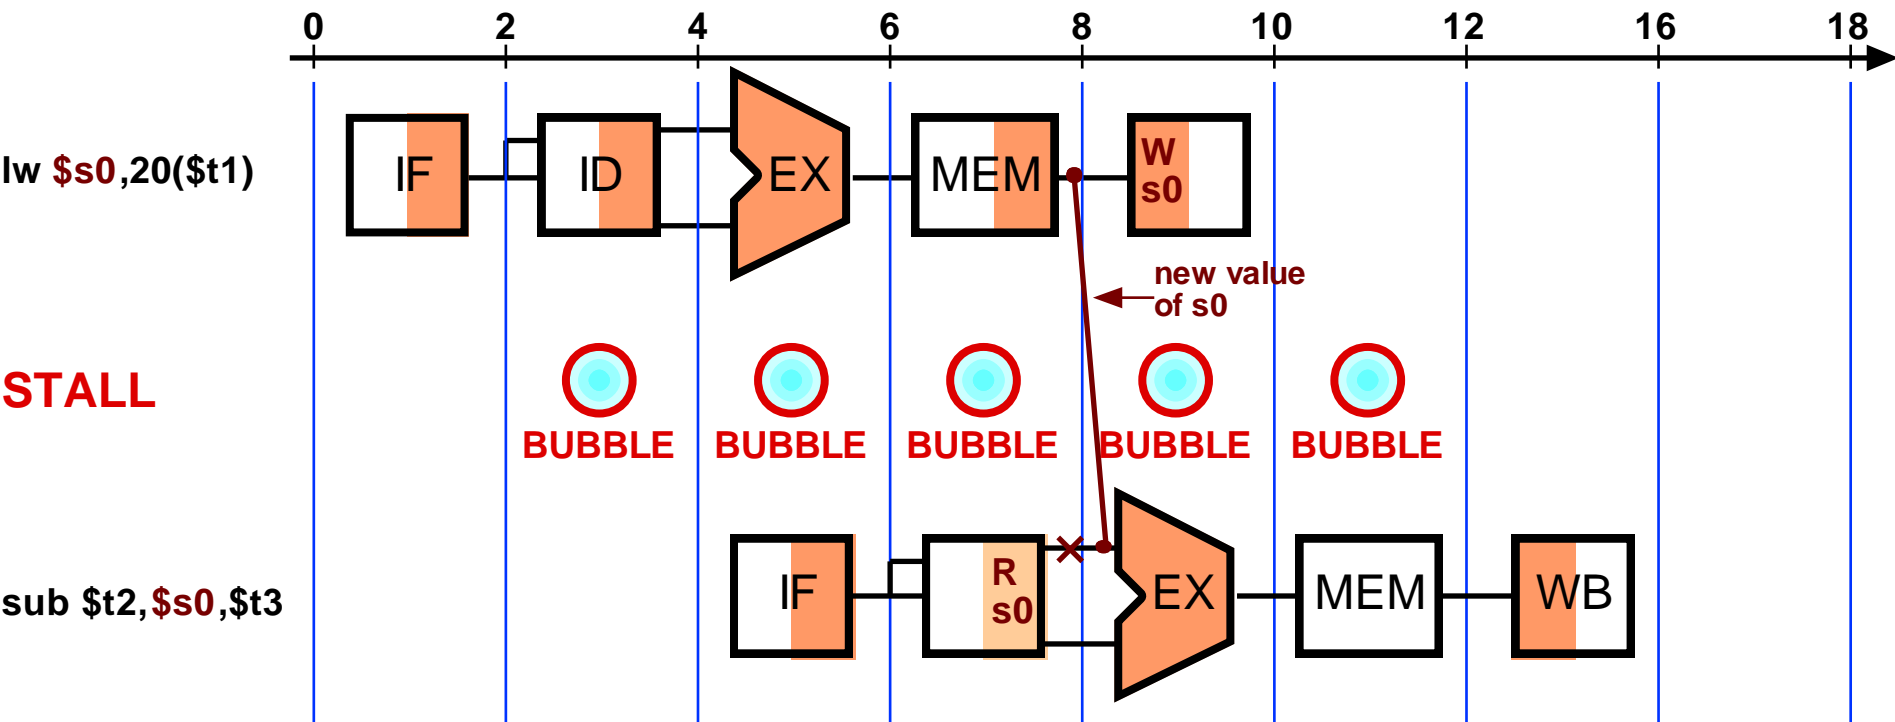 0 2 4 6 8 10 12 16 18
lw $s0,20($t1)
IF ID EX MEM W
s0
new value
of s0
STALL
BUBBLE BUBBLE BUBBLE BUBBLE BUBBLE
sub $t2,$s0,$t3
IF R
s0
EX MEM WB